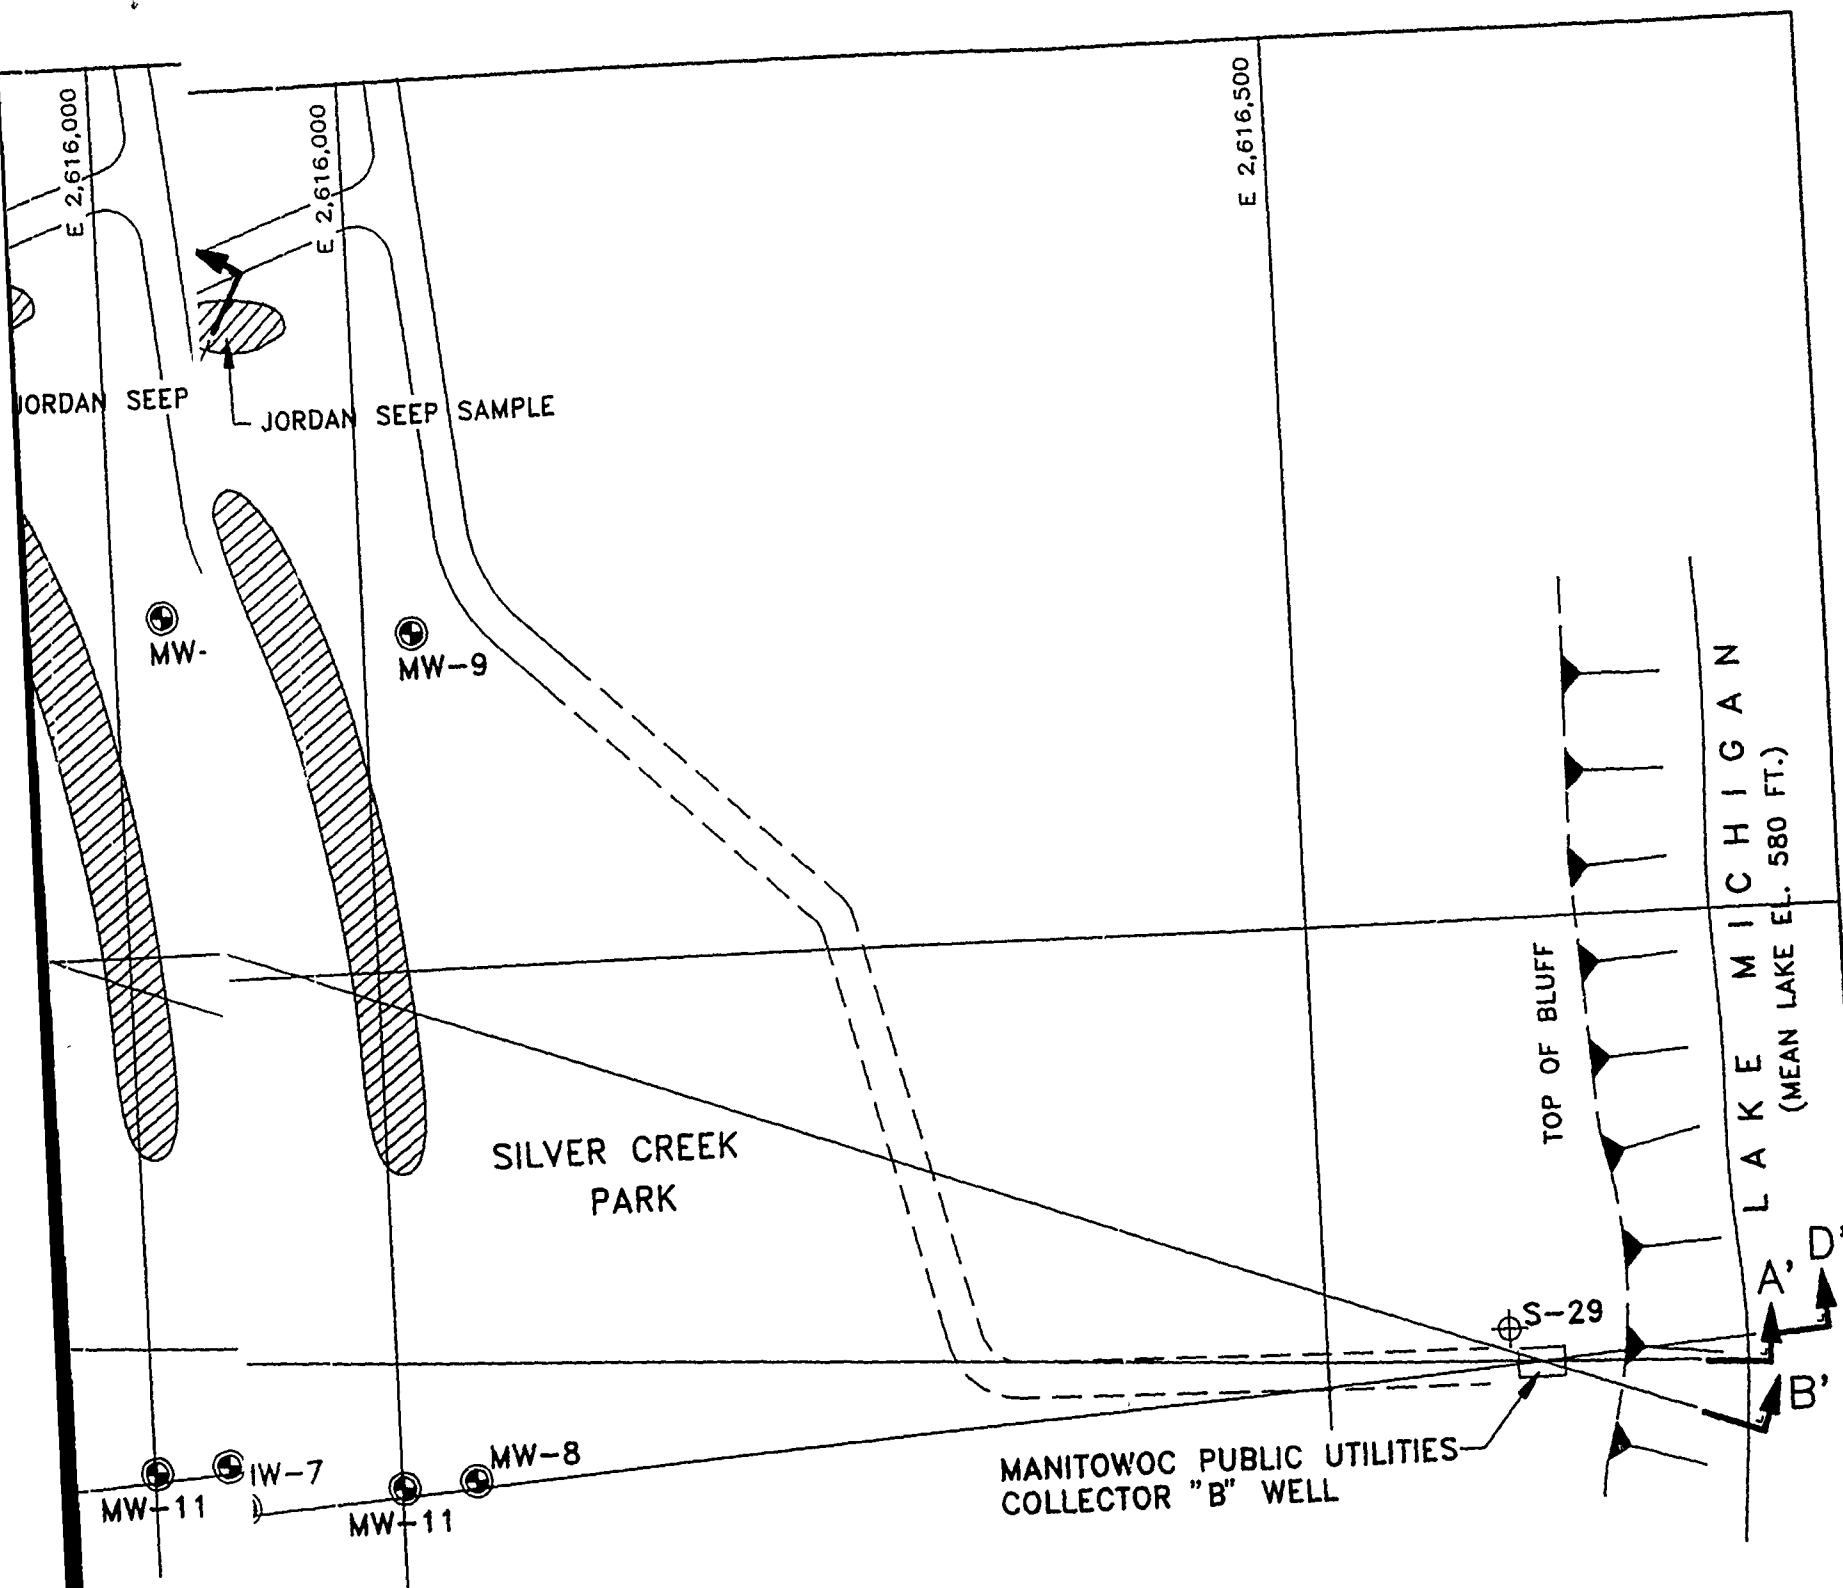 E 2,616,000
E 2,616,000
E 2,616,500
JORDAN SEEP
JORDAN SEEP SAMPLE
MW-
MW-9
LAKE MICHIGAN
(MEAN LAKE EL. 580 FT.)
TOP OF BLUFF
SILVER CREEK
PARK
D'
A'
S-29
B'
MW-8
IW-7
MW-11
MW-11
MANITOWOC PUBLIC UTILITIES
COLLECTOR "B" WELL